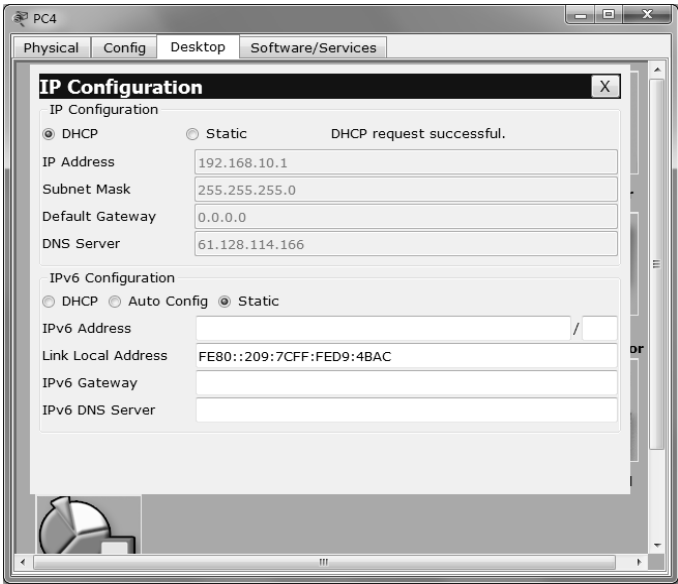 PC4
Physical Config Desktop Software/Services
IP Configuration X
IP Configuration
DHCP Static DHCP request successful.
IP Address 192.168.10.1
Subnet Mask 255.255.255.0
Default Gateway 0.0.0.0
DNS Server 61.128.114.166
IPv6 Configuration
DHCP Auto Config Static
IPv6 Address /
Link Local Address FE80::209:7CFF:FED9:4BAC
IPv6 Gateway
IPv6 DNS Server
or